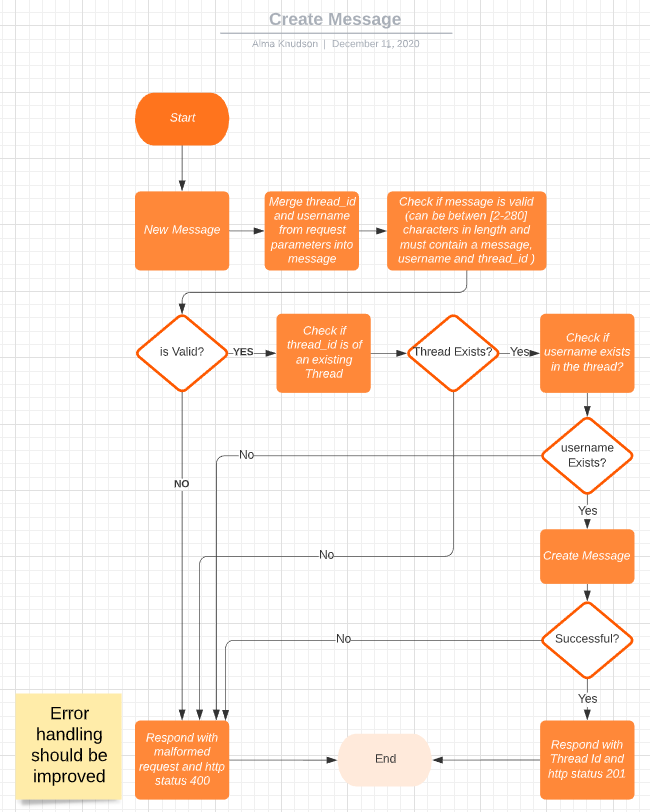 Create Message
Alma Knudson | December 11, 2020
Start
New Message
Merge thread_id
and username
from request
parameters into
message
Check if message is valid
(can be betwen [2-280]
characters in length and
must contain a message,
username and thread_id )
is Valid?
YES
Check if
thread_id is of
an existing
Thread
Thread Exists?
Yes
Check if
username exists
in the thread?
No
username
Exists?
NO
Yes
Create Message
No
Successful?
No
Yes
Error
handling
should be
improved
Respond with
malformed
request and http
status 400
End
Respond with
Thread Id and
http status 201